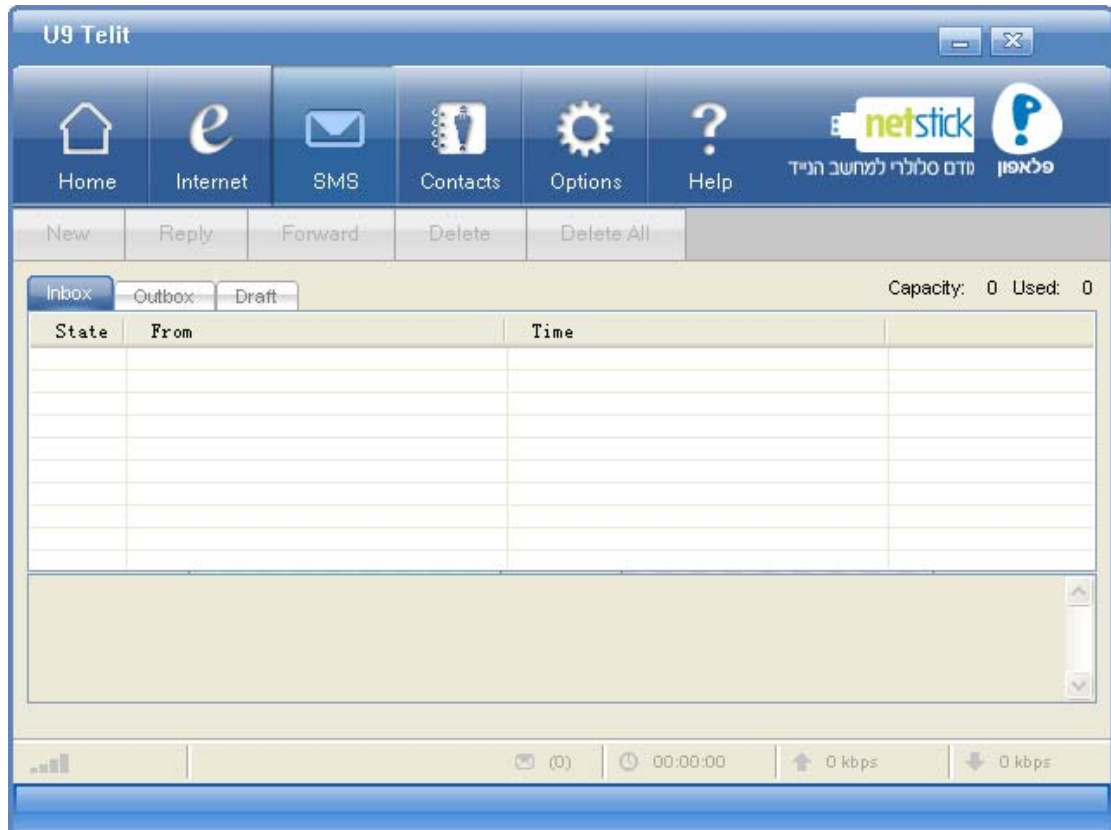 U9 Telit
Home Internet SMS Contacts Options Help
netstick
מודם סלולרי למחשב הנייד
פלאפון
New Reply Forward Delete Delete All
Inbox Outbox Draft Capacity: 0 Used: 0
State From Time
(0) 00:00:00 0 kbps 0 kbps